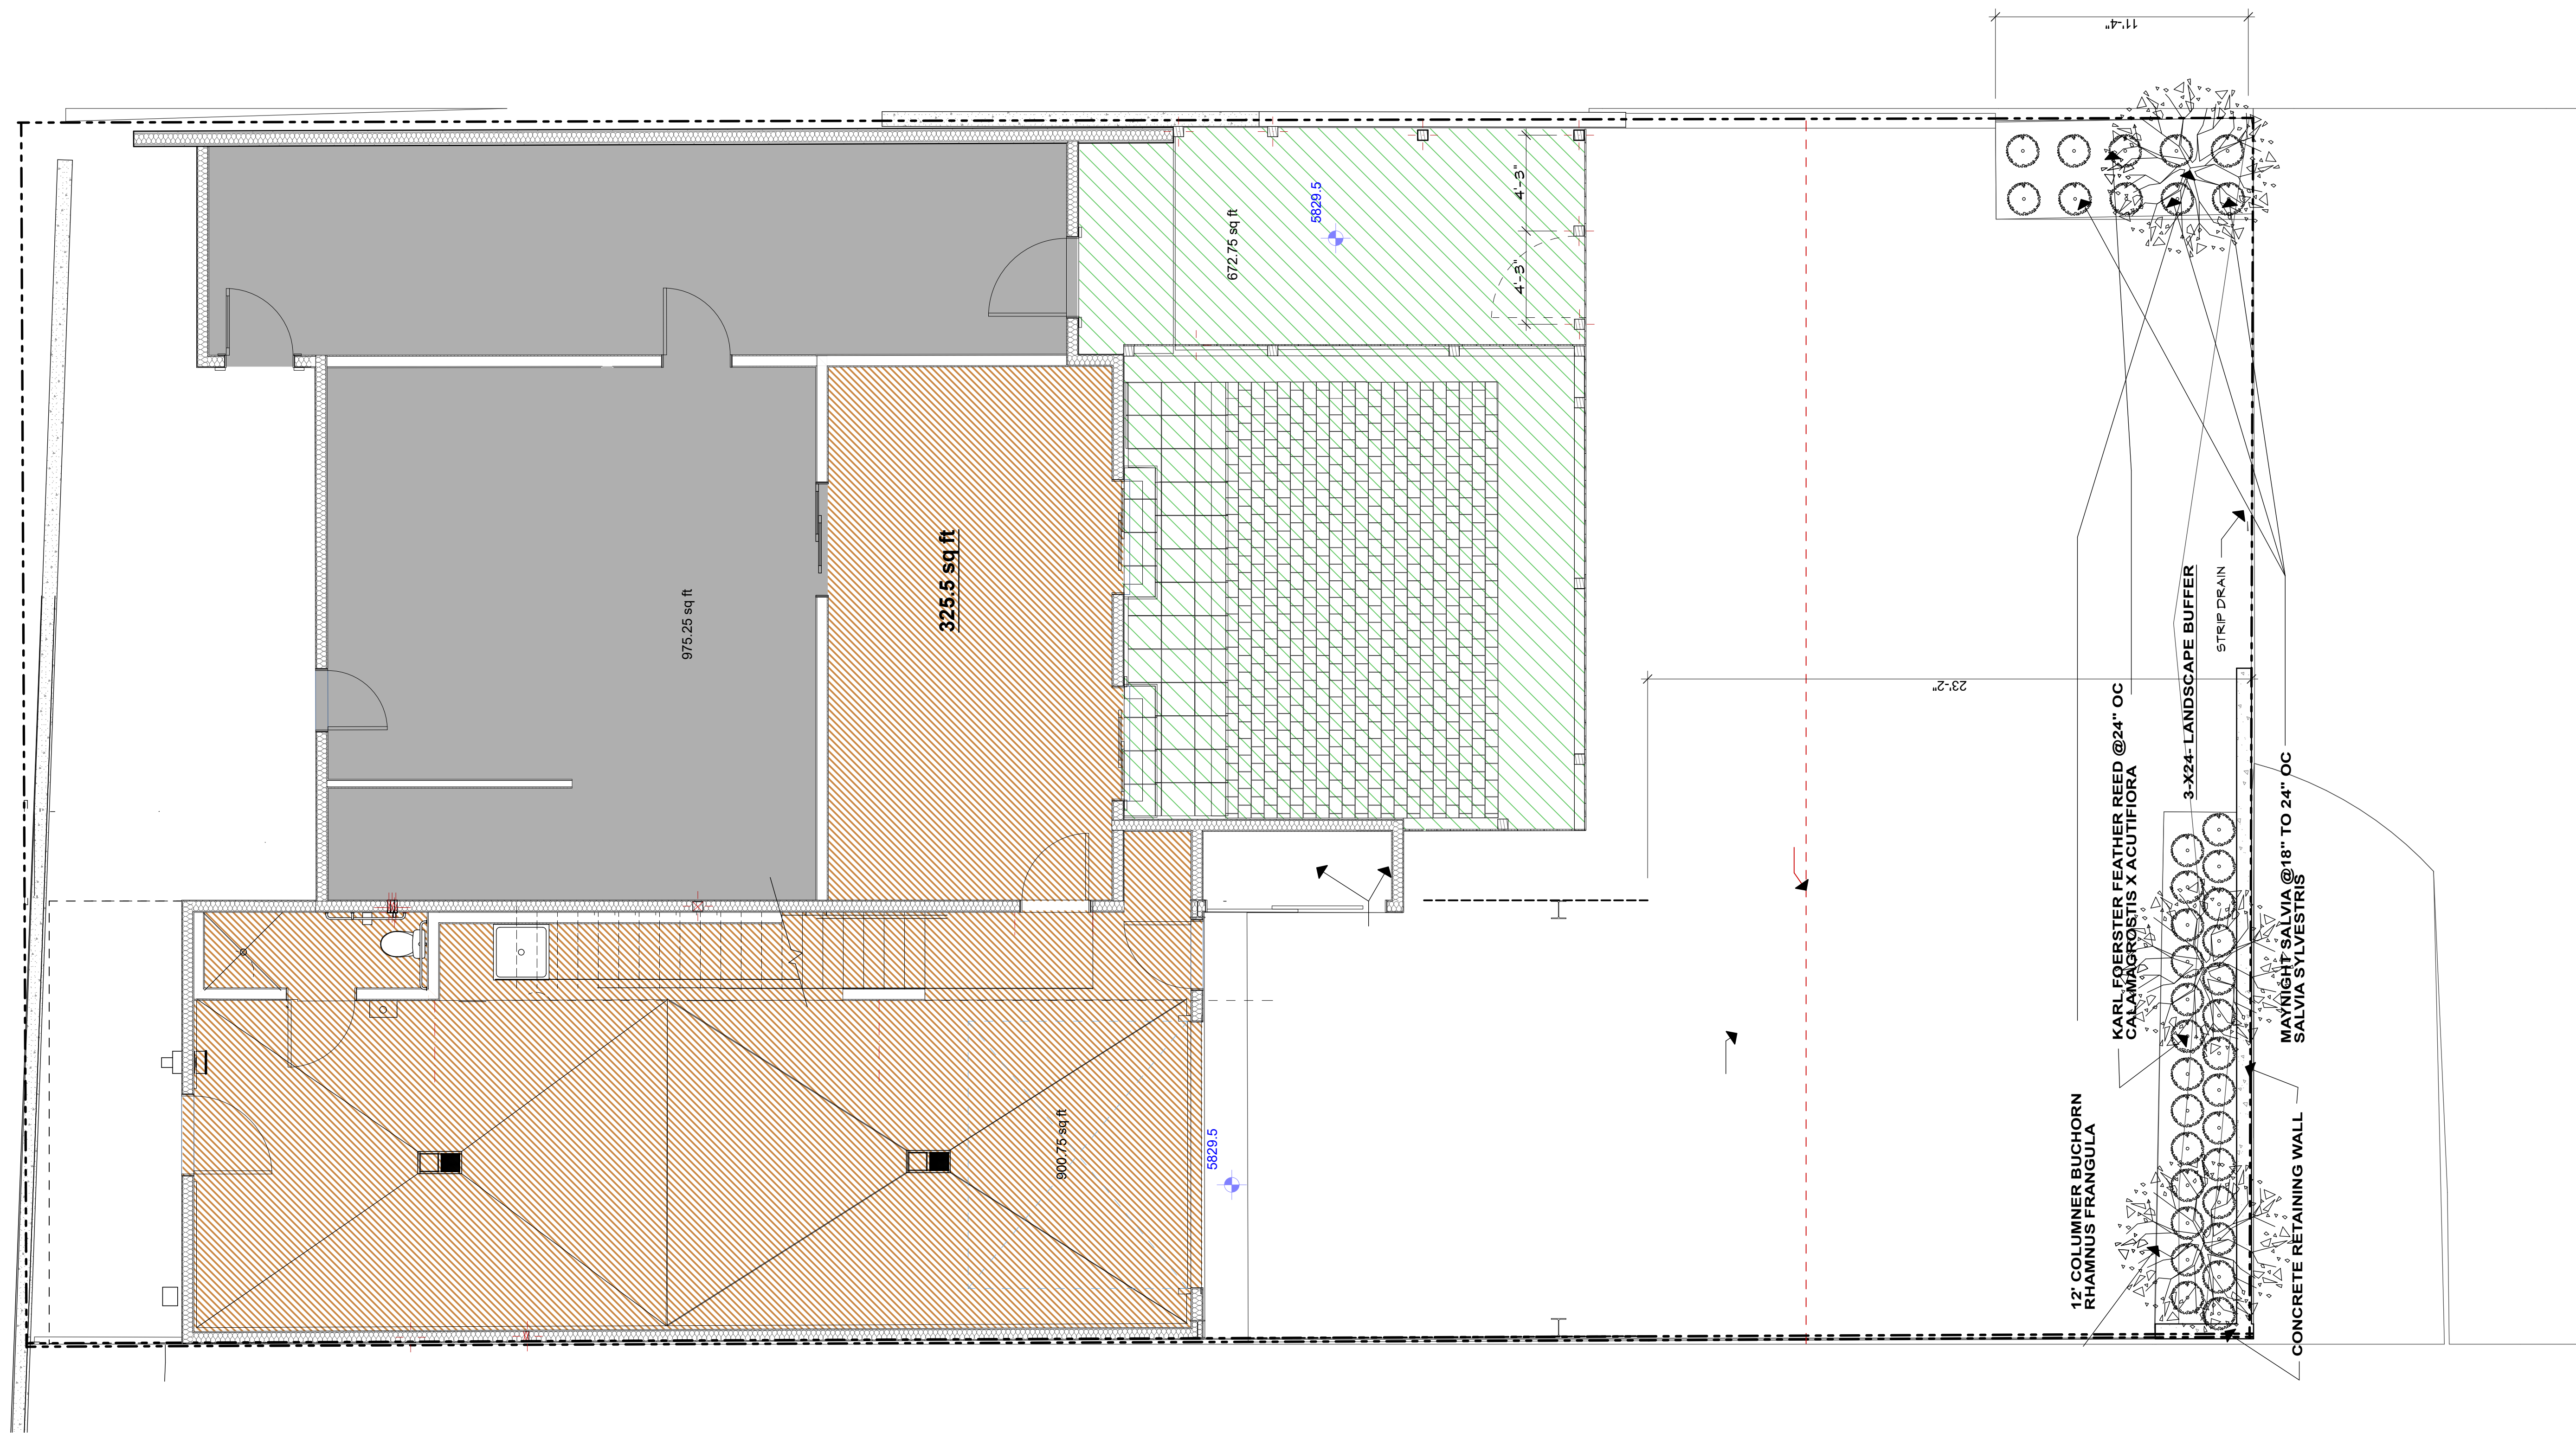 11'-4"
4'-3"
4'-3"
5829.5
672.75 sq ft
325.5 sq ft
975.25 sq ft
23'-2"
3-X24- LANDSCAPE BUFFER
STRIP DRAIN
KARL FOERSTER FEATHER REED @24" OC
CALAMAGROSTIS X ACUTIFIORA
MAYNIGHT SALVIA @18" TO 24" OC
SALVIA SYLVESTRIS
900.75 sq ft
5829.5
12' COLUMNER BUCHORN
RHAMNUS FRANGULA
CONCRETE RETAINING WALL